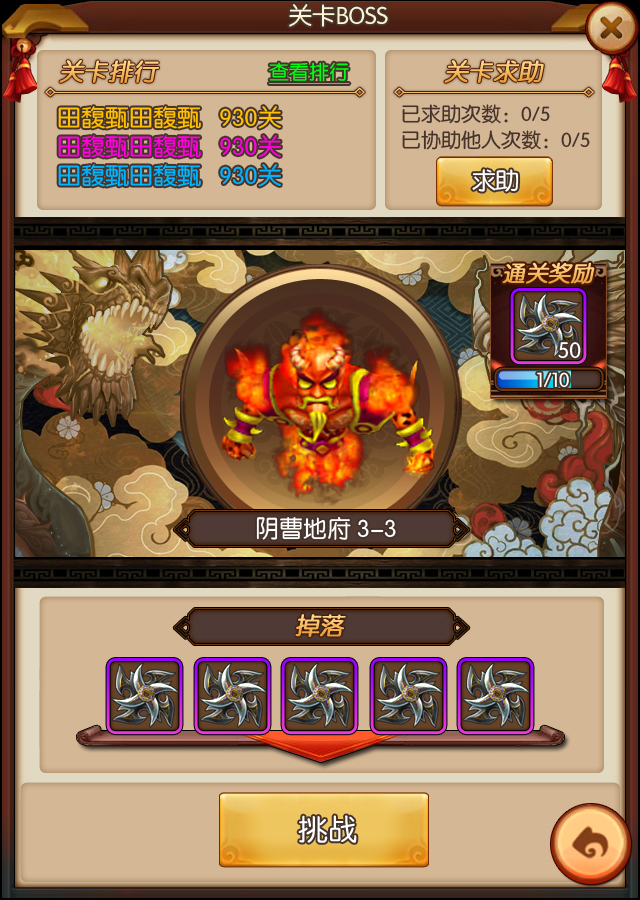 关卡BOSS
关卡排行 查看排行
田馥甄田馥甄 930关
田馥甄田馥甄 930关
田馥甄田馥甄 930关
关卡求助
已求助次数：0/5
已协助他人次数：0/5
求助
通关奖励
50
1/10
阴曹地府 3-3
掉落
挑战